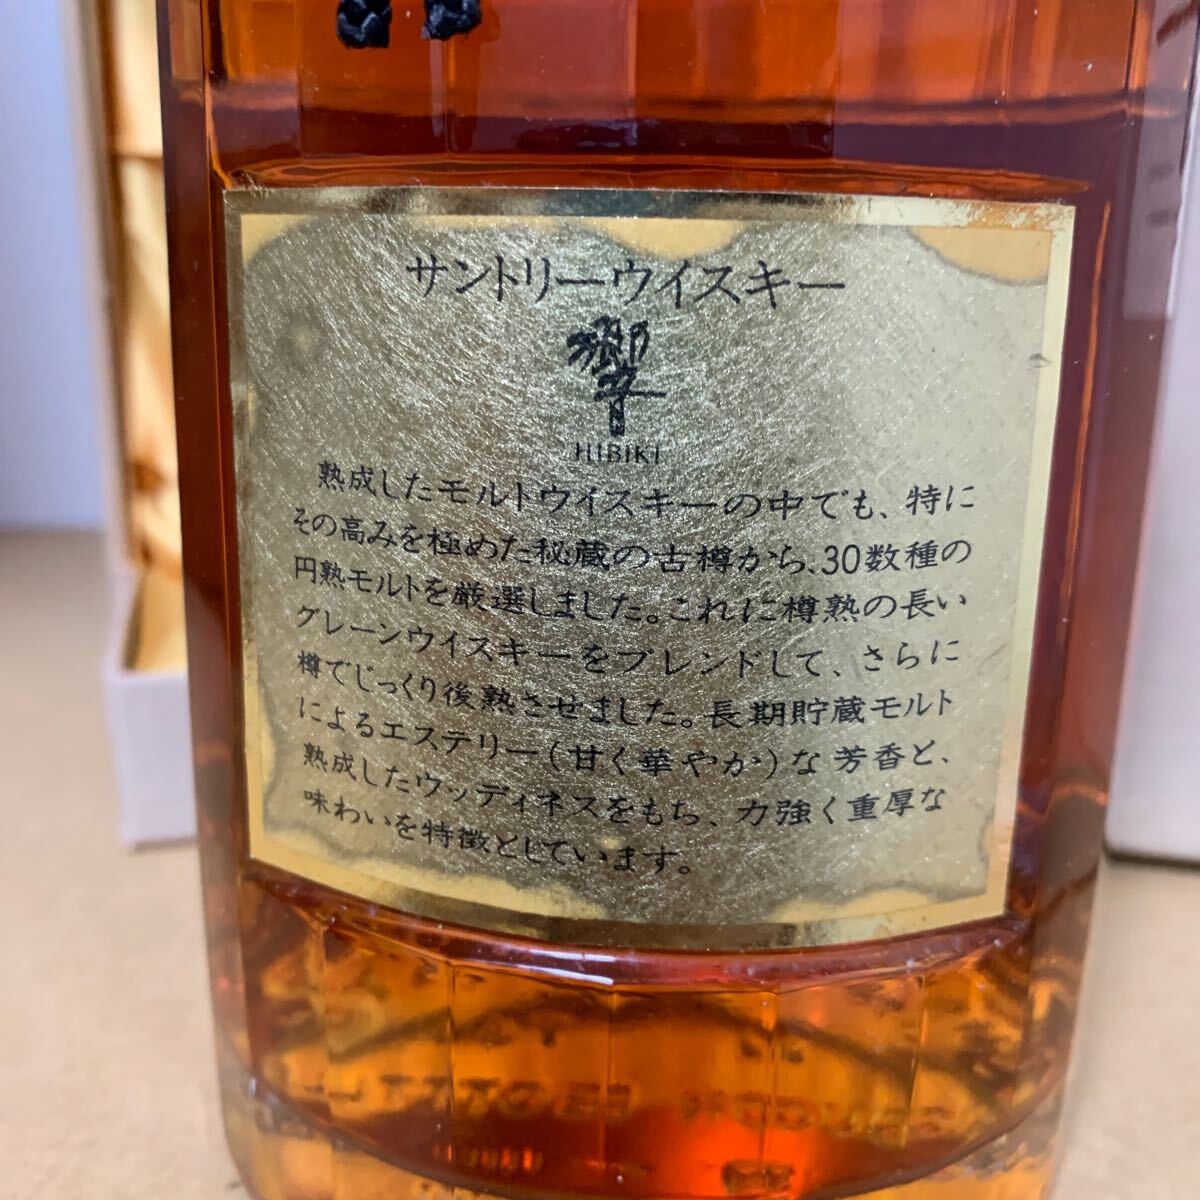 サントリーウイスキー
響
HIBIKI
熟成したモルトウイスキーの中でも、特に
その高みを極めた秘蔵の古樽から、30数種の
円熟モルトを厳選しました。これに樽熟の長い
グレーンウイスキーをブレンドして、さらに
樽でじっくり後熟させました。長期貯蔵モルト
によるエステリー(甘く華やか)な芳香と、
熟成したウッディネスをもち、力強く重厚な
味わいを特徴としています。